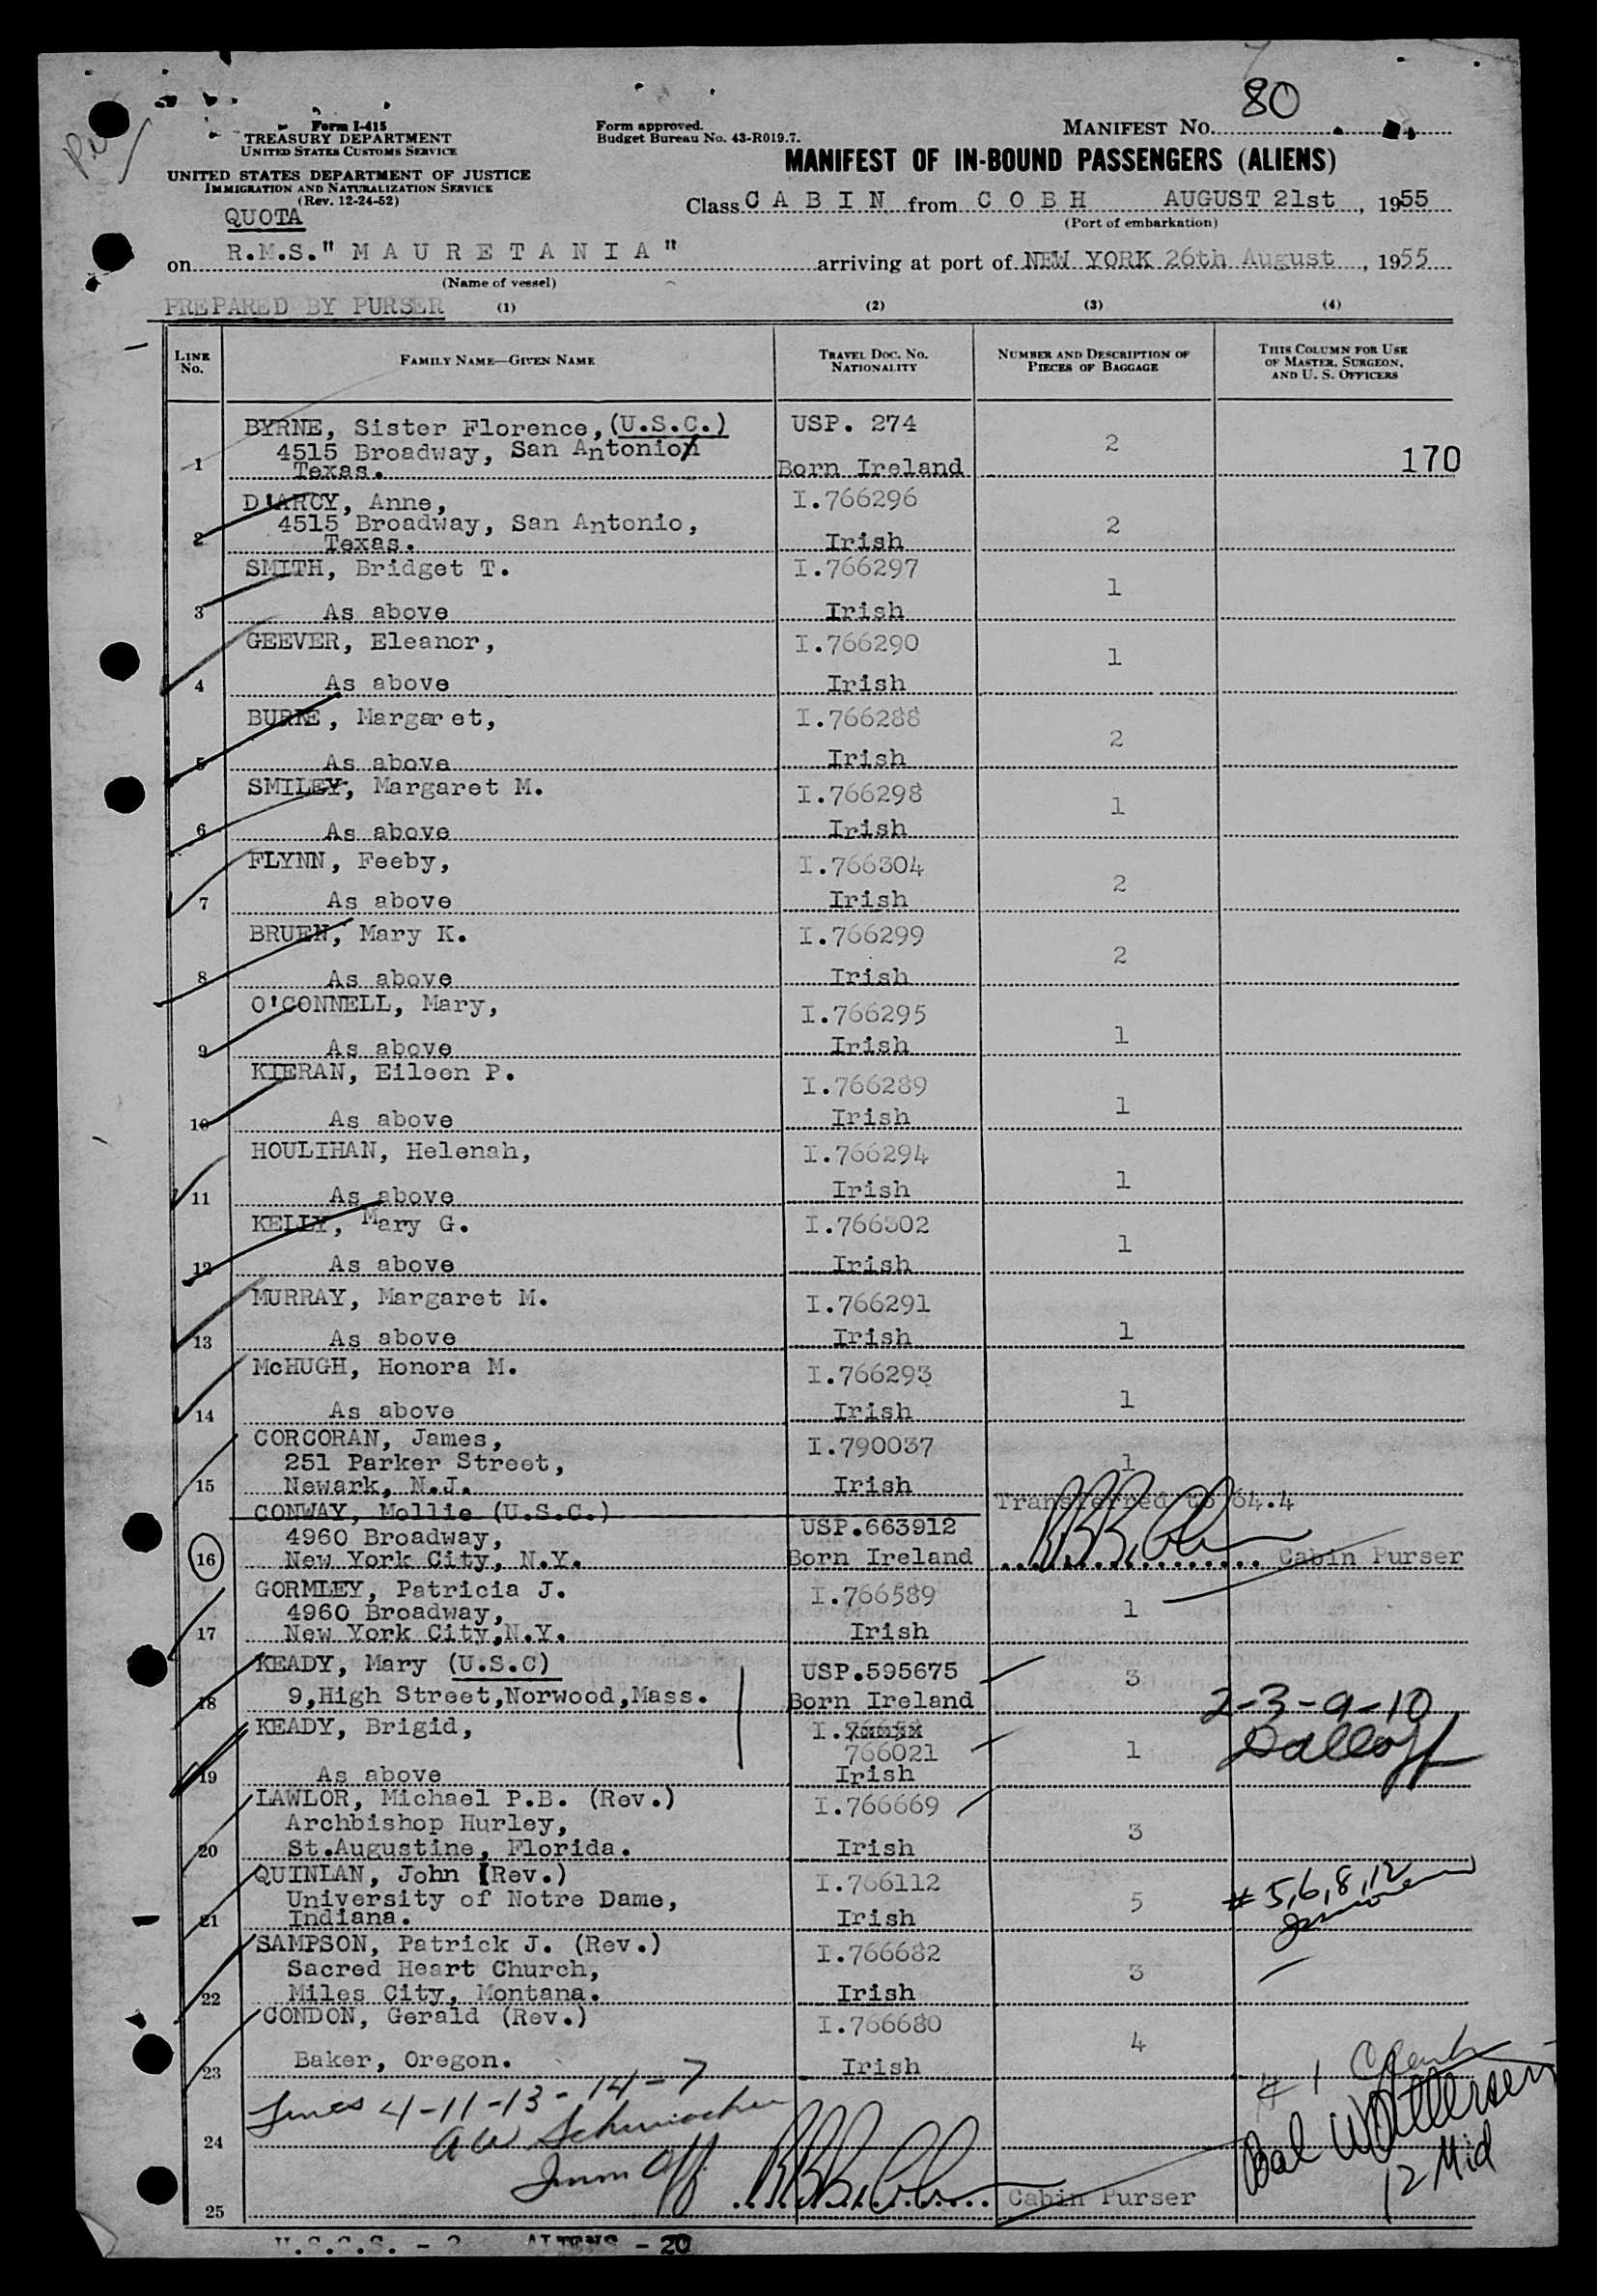 80
Form I-415
TREASURY DEPARTMENT
UNITED STATES CUSTOMS SERVICE
Form approved.
Budget Bureau No. 43-R019.7.
MANIFEST NO.
UNITED STATES DEPARTMENT OF JUSTICE
IMMIGRATION AND NATURALIZATION SERVICE
(Rev. 12-24-52)
MANIFEST OF IN-BOUND PASSENGERS (ALIENS)
QUOTA
Class C A B I N from C O B H AUGUST 21st, 1955
(Port of embarkation)
on R.M.S. " M A U R E T A N I A " arriving at port of NEW YORK 26th August, 1955
(Name of vessel)
PREPARED BY PURSER (1) (2) (3) (4)
LINE No. FAMILY NAME—GIVEN NAME TRAVEL DOC. NO. NATIONALITY NUMBER AND DESCRIPTION OF PIECES OF BAGGAGE THIS COLUMN FOR USE OF MASTER, SURGEON, AND U. S. OFFICERS
BYRNE, Sister Florence, (U.S.C.) USP. 274
4515 Broadway, San Antonio 2
1 Texas. Born Ireland 170
D'ARCY, Anne, I.766296
4515 Broadway, San Antonio, 2
2 Texas. Irish
SMITH, Bridget T. I.766297
1
3 As above Irish
GEEVER, Eleanor, I.766290
1
4 As above Irish
BURKE, Margaret, I.766288
2
5 As above Irish
SMILEY, Margaret M. I.766298
1
6 As above Irish
FLYNN, Feeby, I.766304
2
7 As above Irish
BRUEN, Mary K. I.766299
2
8 As above Irish
O'CONNELL, Mary, I.766295
1
9 As above Irish
KIERAN, Eileen P. I.766289
1
10 As above Irish
HOULIHAN, Helenah, I.766294
1
11 As above Irish
KELLY, Mary G. I.766302
1
12 As above Irish
MURRAY, Margaret M. I.766291
1
13 As above Irish
McHUGH, Honora M. I.766293
1
14 As above Irish
CORCORAN, James, I.790037
251 Parker Street, 1
15 Newark, N.J. Irish
CONWAY, Mollie (U.S.C.) Transferred to 64.4
4960 Broadway, USP.663912
16 New York City, N.Y. Born Ireland Cabin Purser
GORMLEY, Patricia J. I.766589
4960 Broadway, 1
17 New York City, N.Y. Irish
KEADY, Mary (U.S.C) USP.595675
3
18 9,High Street,Norwood,Mass. Born Ireland 2-3-9-10
KEADY, Brigid, I.
766021 1
19 As above Irish
LAWLOR, Michael P.B. (Rev.) I.766669
Archbishop Hurley, 3
20 St.Augustine, Florida. Irish
QUINLAN, John (Rev.) I.766112
University of Notre Dame, 5 # 5,6,8,12
21 Indiana. Irish
SAMPSON, Patrick J. (Rev.) I.766682
Sacred Heart Church, 3
22 Miles City, Montana. Irish
CONDON, Gerald (Rev.) I.766680
4
23 Baker, Oregon. Irish
Lines 4-11-13-14-7 # 1
AW Schumacher
24
Imm Off 12 Mid
25 Cabin Purser
ALIENS - 20